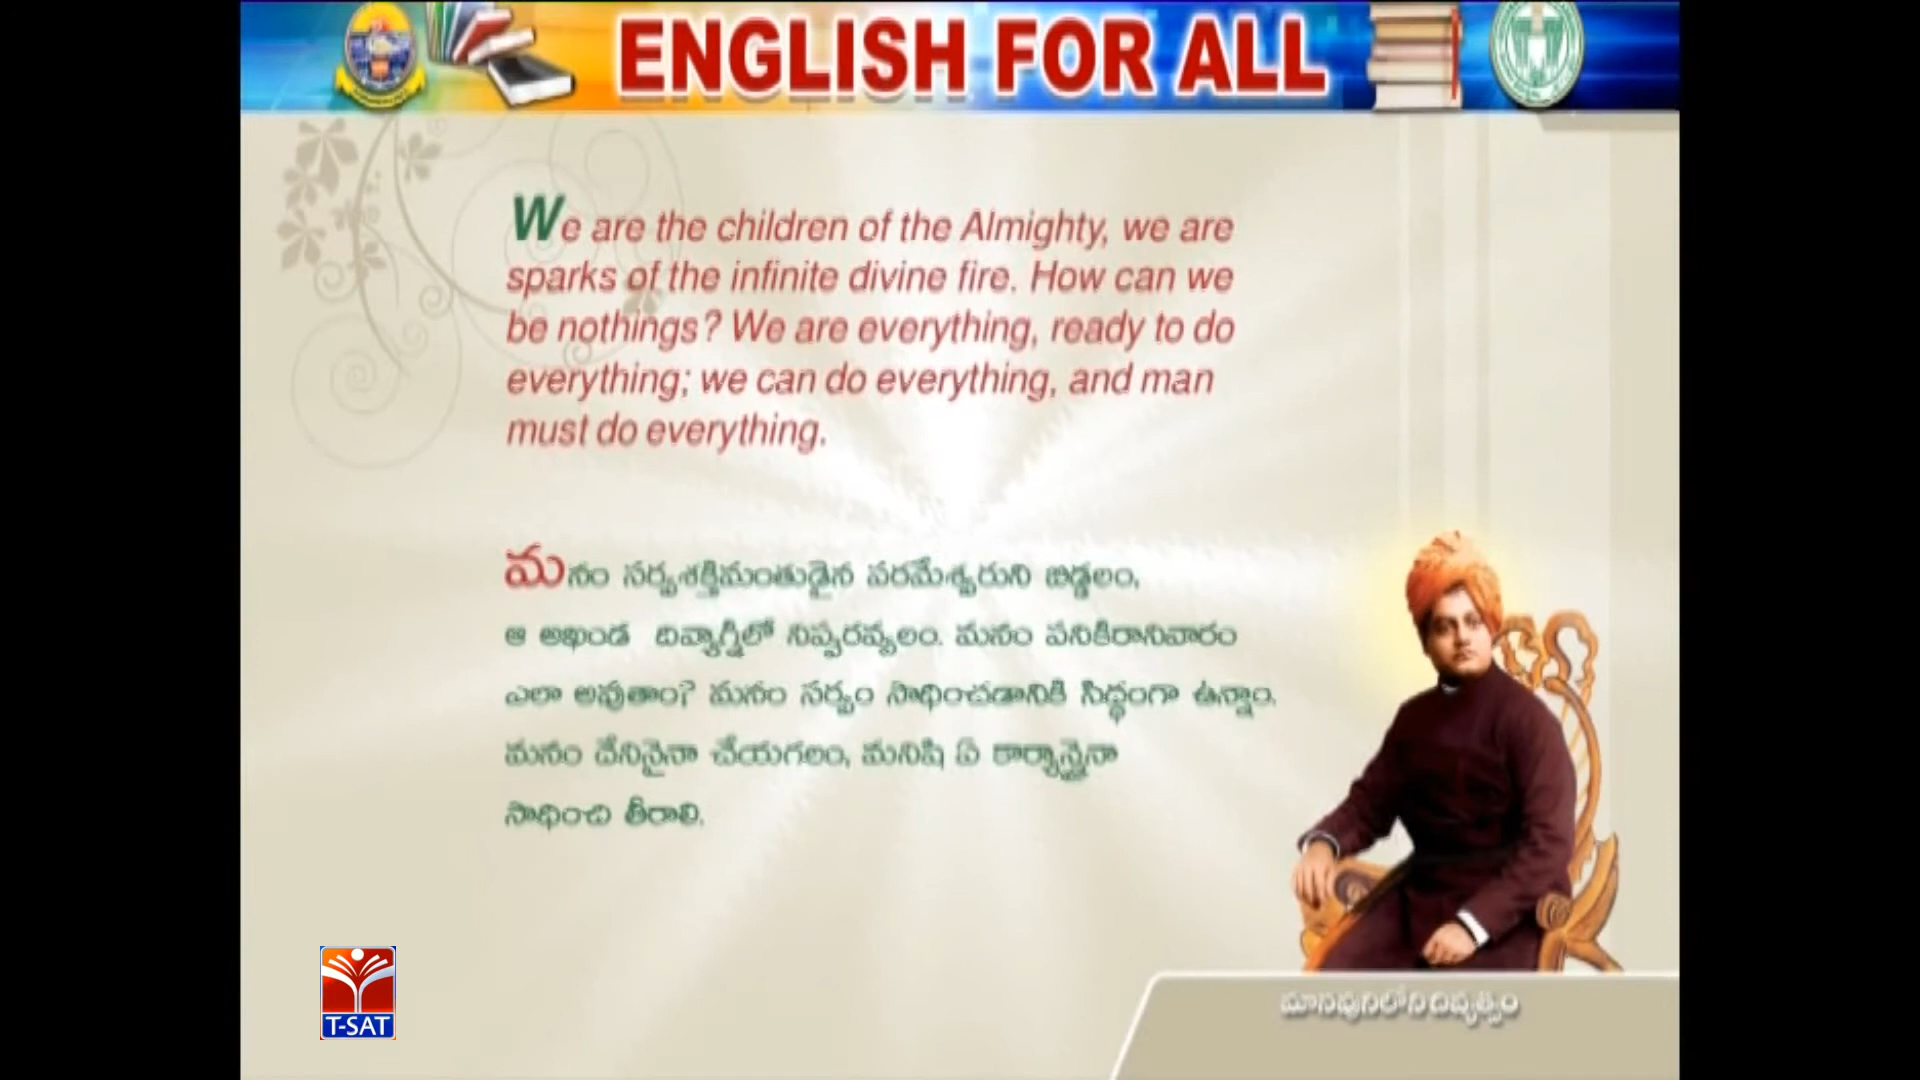 ENGLISH FOR ALL
We are the children of the Almighty, we are
sparks of the infinite divine fire. How can we
be nothings? We are everything, ready to do
everything; we can do everything, and man
must do everything.
మనం సర్వశక్తిమంతుడైన పరమేశ్వరుని బిడ్డలం,
ఆ అఖండ దివ్యాగ్నిలో నిప్పురవ్వలం. మనం పనికిరానివారం
ఎలా అవుతాం? మనం సర్వం సాధించడానికి సిద్ధంగా ఉన్నాం.
మనం దేనినైనా చేయగలం, మనిషి ఏ కార్యాన్నైనా
సాధించి తీరాలి.
మానవునిలోని దివ్యత్వం
T-SAT